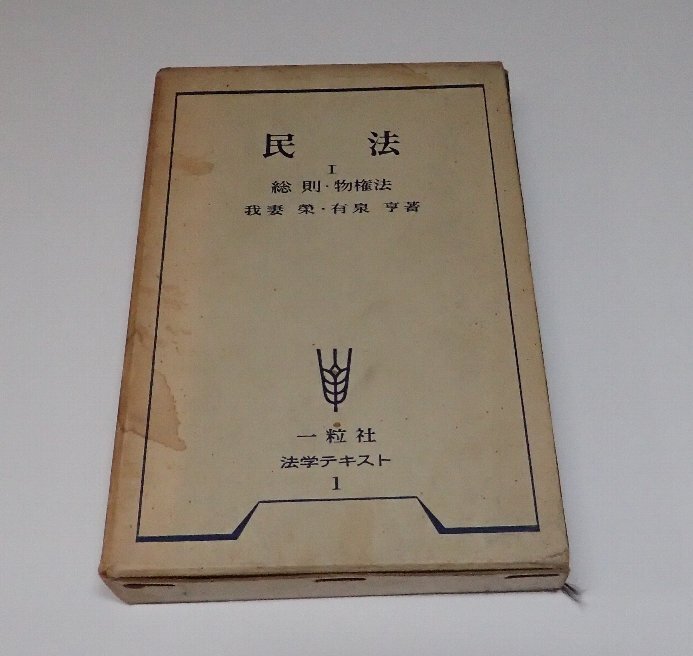 民 法
I
総 則・物権法
我妻 榮・有泉 亨著
一粒社
法学テキスト
1